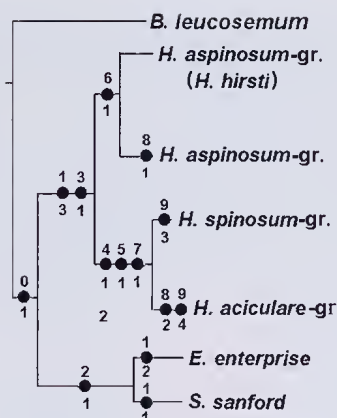 B. leucosemum
H. aspinosum-gr.
(H. hirsti)
6
1
8
1
H. aspinosum-gr.
1 3
3 1
9
3
H. spinosum-gr.
4 5 7
1 1 1
8 9
2 4
H. aciculare-gr
0
1
2
1
2
E. enterprise
2
1
1
1
S. sanford